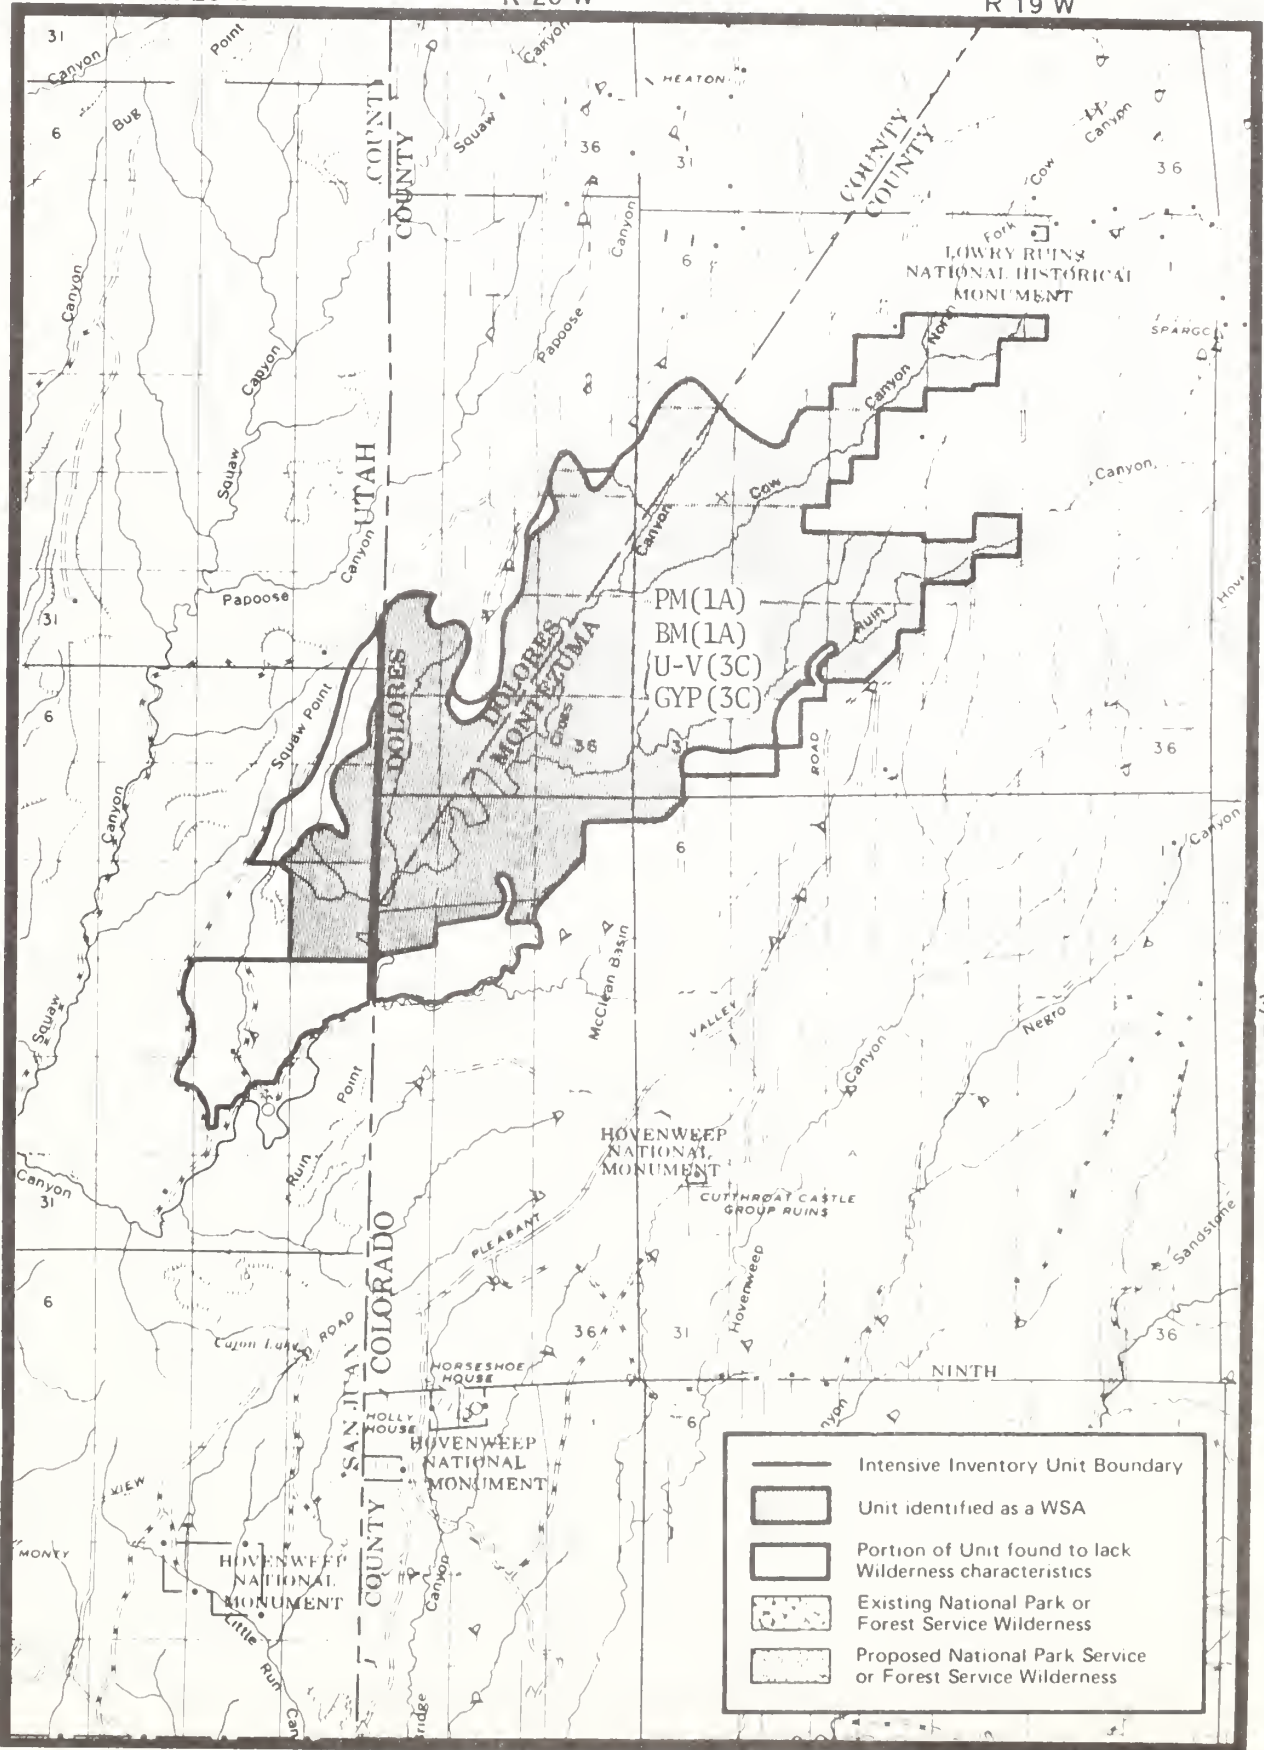 R 19 W
31
Canyon
Point
Canyon
HEATON
6
Bug
COUNTY
COUNTY
Squaw
36
31
COUNTY
COUNTY
Canyon
36
Cow
Canyon
6
Fork
LOWRY RUINS
NATIONAL HISTORICAL
MONUMENT
1
Canyon
Papoose
North
SPARGO
Canyon
Canyon
Squaw
UTAH
Canyon
Cow
Canyon
Canyon
Papoose
31
PM(1A)
BM(1A)
U-V(3C)
GYP(3C)
Ruin
DOLORES
DOLORES
MONTEZUMA
Cross
6
Squaw Point
36
ROAD
36
Canyon
6
Canyon
McClean Basin
VALLEY
Squaw
Canyon
Negro
Point
Ruin
HOVENWEEP
NATIONAL
MONUMENT
CUTTHROAT CASTLE
GROUP RUINS
Canyon
31
PLEASANT
Sandstone
6
COLORADO
Hovenweep
Cajon Lake
ROAD
36
31
36
NINTH
SAN JUAN
HORSESHOE
HOUSE
6
HOLLY
HOUSE
HOVENWEEP
NATIONAL
MONUMENT
VIEW
COUNTY
MONTY
HOVENWEEP
NATIONAL
MONUMENT
Canyon
Little
Run
Intensive Inventory Unit Boundary
Unit identified as a WSA
Portion of Unit found to lack
Wilderness characteristics
Existing National Park or
Forest Service Wilderness
Proposed National Park Service
or Forest Service Wilderness